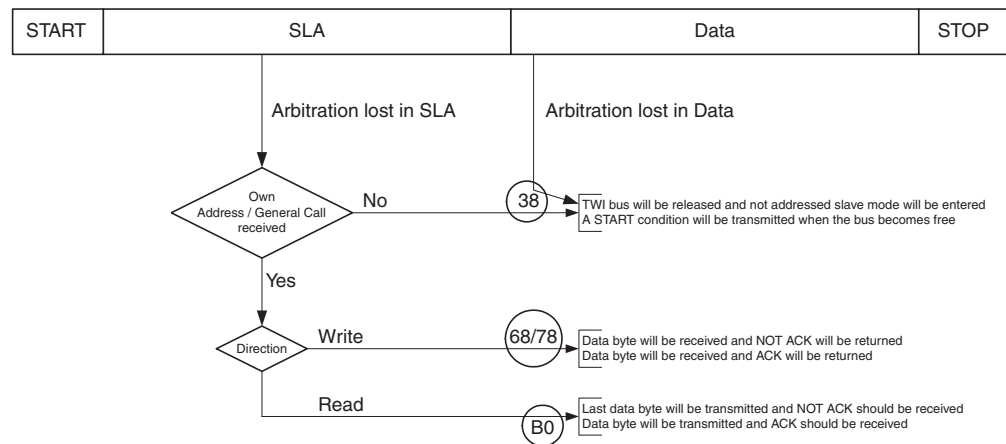 START SLA Data STOP
Arbitration lost in SLA Arbitration lost in Data
Own
Address / General Call
received
No
38
TWI bus will be released and not addressed slave mode will be entered
A START condition will be transmitted when the bus becomes free
Yes
Direction
Write
68/78
Data byte will be received and NOT ACK will be returned
Data byte will be received and ACK will be returned
Read
B0
Last data byte will be transmitted and NOT ACK should be received
Data byte will be transmitted and ACK should be received